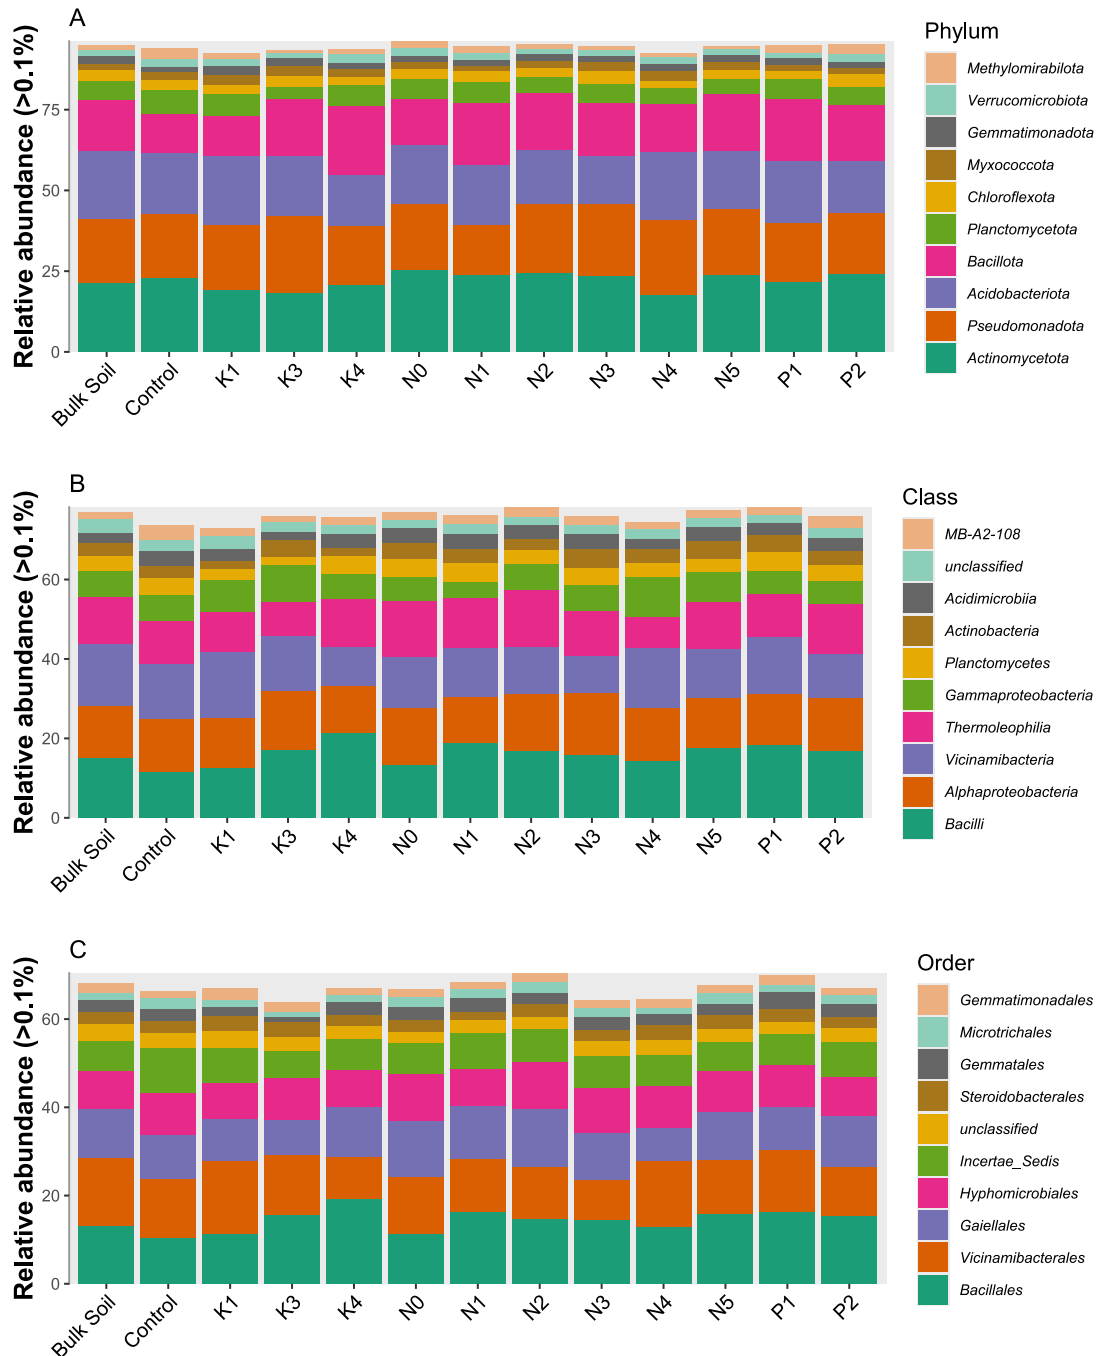 A
Relative abundance (>0.1%)
75
50
25
0
Bulk Soil
Control
K1
K3
K4
N0
N1
N2
N3
N4
N5
P1
P2
Phylum
Methylomirabilota
Verrucomicrobiota
Gemmatimonadota
Myxococcota
Chloroflexota
Planctomycetota
Bacillota
Acidobacteriota
Pseudomonadota
Actinomycetota
B
Relative abundance (>0.1%)
60
40
20
0
Bulk Soil
Control
K1
K3
K4
N0
N1
N2
N3
N4
N5
P1
P2
Class
MB-A2-108
unclassified
Acidimicrobiia
Actinobacteria
Planctomycetes
Gammaproteobacteria
Thermoleophilia
Vicinamibacteria
Alphaproteobacteria
Bacilli
C
Relative abundance (>0.1%)
60
40
20
0
Bulk Soil
Control
K1
K3
K4
N0
N1
N2
N3
N4
N5
P1
P2
Order
Gemmatimonadales
Microtrichales
Gemmatales
Steroidobacterales
unclassified
Incertae_Sedis
Hyphomicrobiales
Gaiellales
Vicinamibacterales
Bacillales